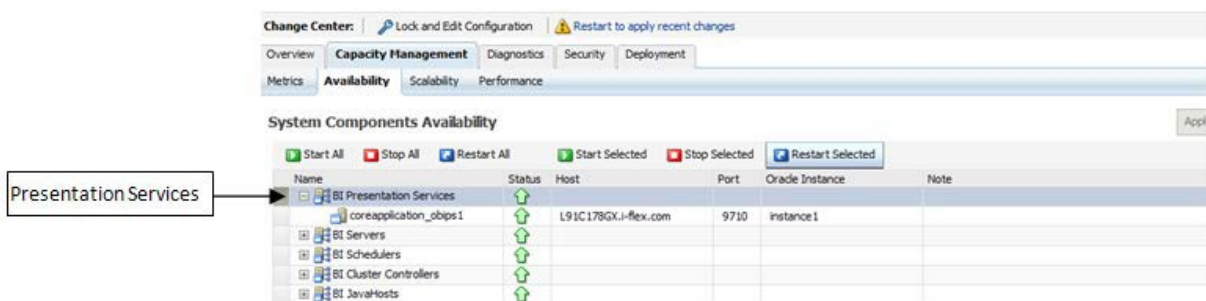 Change Center: Lock and Edit Configuration Restart to apply recent changes
Overview Capacity Management Diagnostics Security Deployment
Metrics Availability Scalability Performance
System Components Availability Appl
Start All Stop All Restart All Start Selected Stop Selected Restart Selected
Name Status Host Port Oracle Instance Note
Presentation Services
BI Presentation Services
coreapplication_obips1 L91C178GX.i-flex.com 9710 instance1
BI Servers
BI Schedulers
BI Cluster Controllers
BI JavaHosts